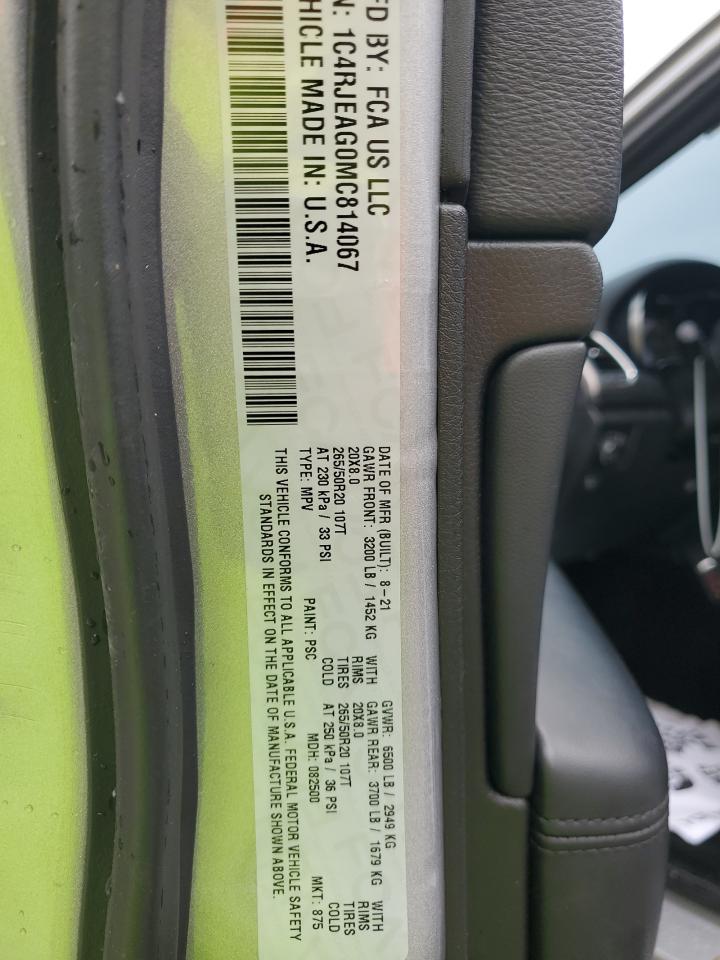 FD BY: FCA US LLC
N: 1C4RJEAG0MC814067
HICLE MADE IN: U.S.A.
DATE OF MFR (BUILT): 8-21 GVWR: 6500 LB / 2949 KG
GAWR FRONT: 3200 LB / 1452 KG WITH GAWR REAR: 3700 LB / 1679 KG WITH
20X8.0 RIMS 20X8.0 RIMS
265/50R20 107T TIRES 265/50R20 107T TIRES
AT 230 kPa / 33 PSI COLD AT 250 kPa / 36 PSI COLD
TYPE: MPV PAINT: PSC MDH: 082500 MKT: 875
THIS VEHICLE CONFORMS TO ALL APPLICABLE U.S.A. FEDERAL MOTOR VEHICLE SAFETY
STANDARDS IN EFFECT ON THE DATE OF MANUFACTURE SHOWN ABOVE.